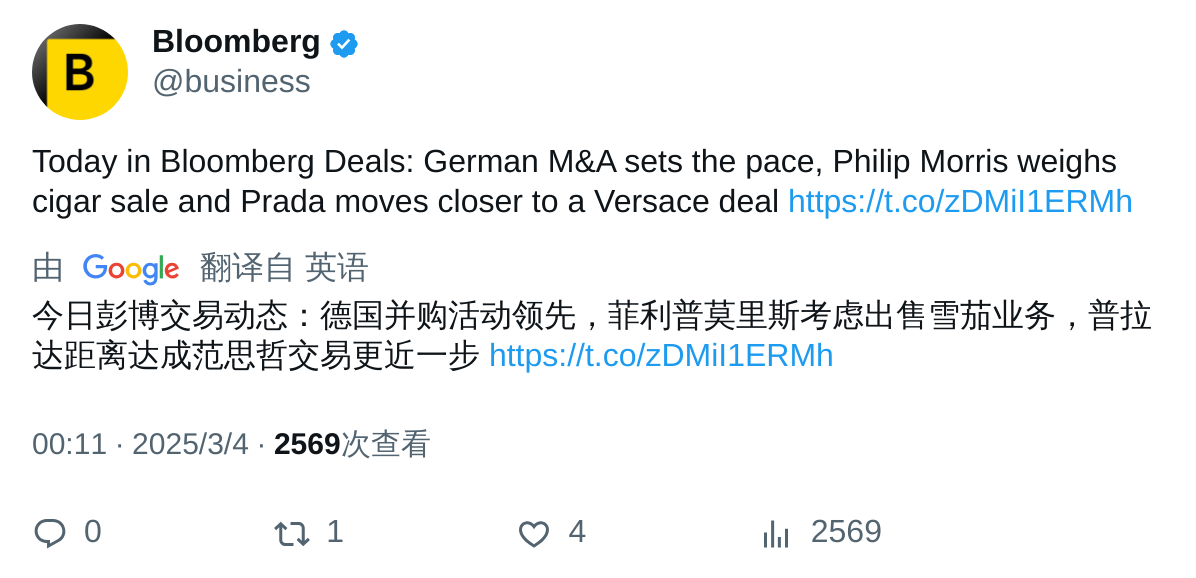 B
Bloomberg
@business
Today in Bloomberg Deals: German M&A sets the pace, Philip Morris weighs
cigar sale and Prada moves closer to a Versace deal https://t.co/zDMiI1ERMh
由 Google 翻译自 英语
今日彭博交易动态：德国并购活动领先，菲利普莫里斯考虑出售雪茄业务，普拉
达距离达成范思哲交易更近一步 https://t.co/zDMiI1ERMh
00:11 · 2025/3/4 · 2569次查看
0 1 4 2569